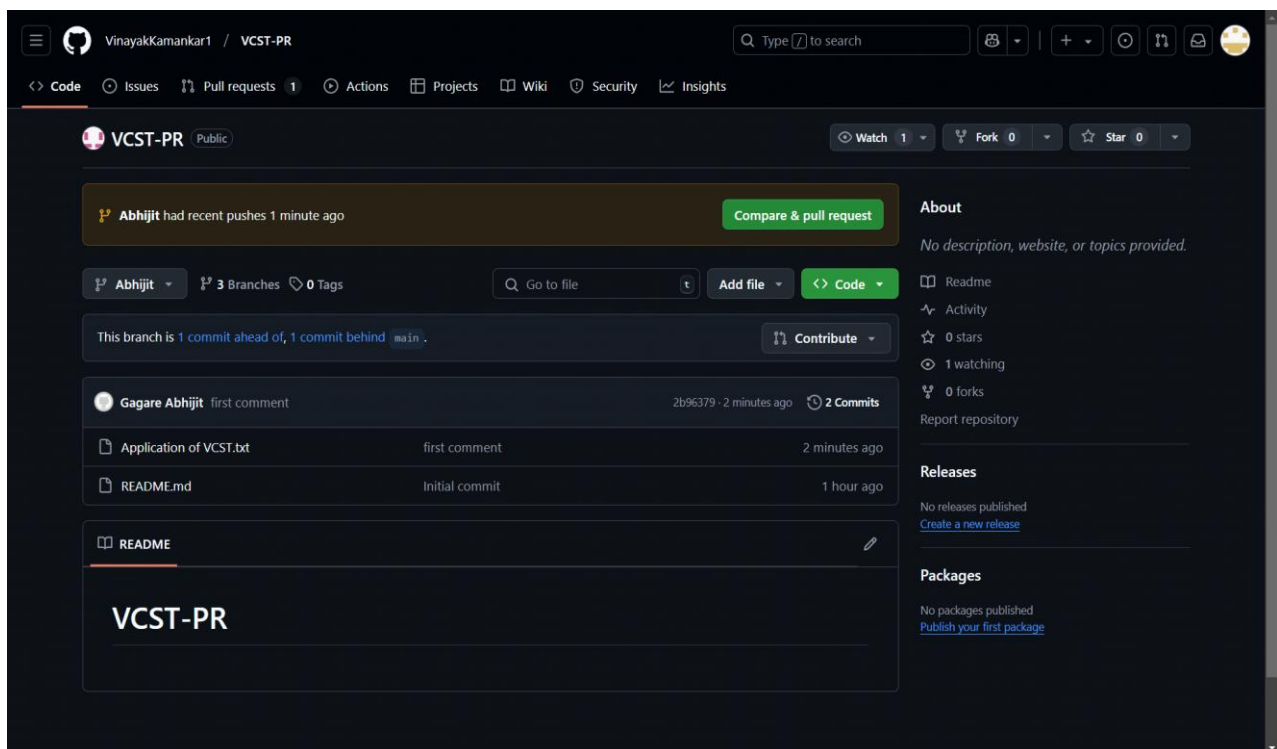 VinayakKamankar1 / VCST-PR
Type / to search
Code Issues Pull requests 1 Actions Projects Wiki Security Insights
VCST-PR Public
Watch 1 Fork 0 Star 0
Abhijit had recent pushes 1 minute ago Compare & pull request
Abhijit 3 Branches 0 Tags Go to file t Add file Code
This branch is 1 commit ahead of, 1 commit behind main .
Contribute
Gagare Abhijit first comment 2b96379 · 2 minutes ago 2 Commits
Application of VCST.txt first comment 2 minutes ago
README.md Initial commit 1 hour ago
README
VCST-PR
About
No description, website, or topics provided.
Readme
Activity
0 stars
1 watching
0 forks
Report repository
Releases
No releases published
Create a new release
Packages
No packages published
Publish your first package